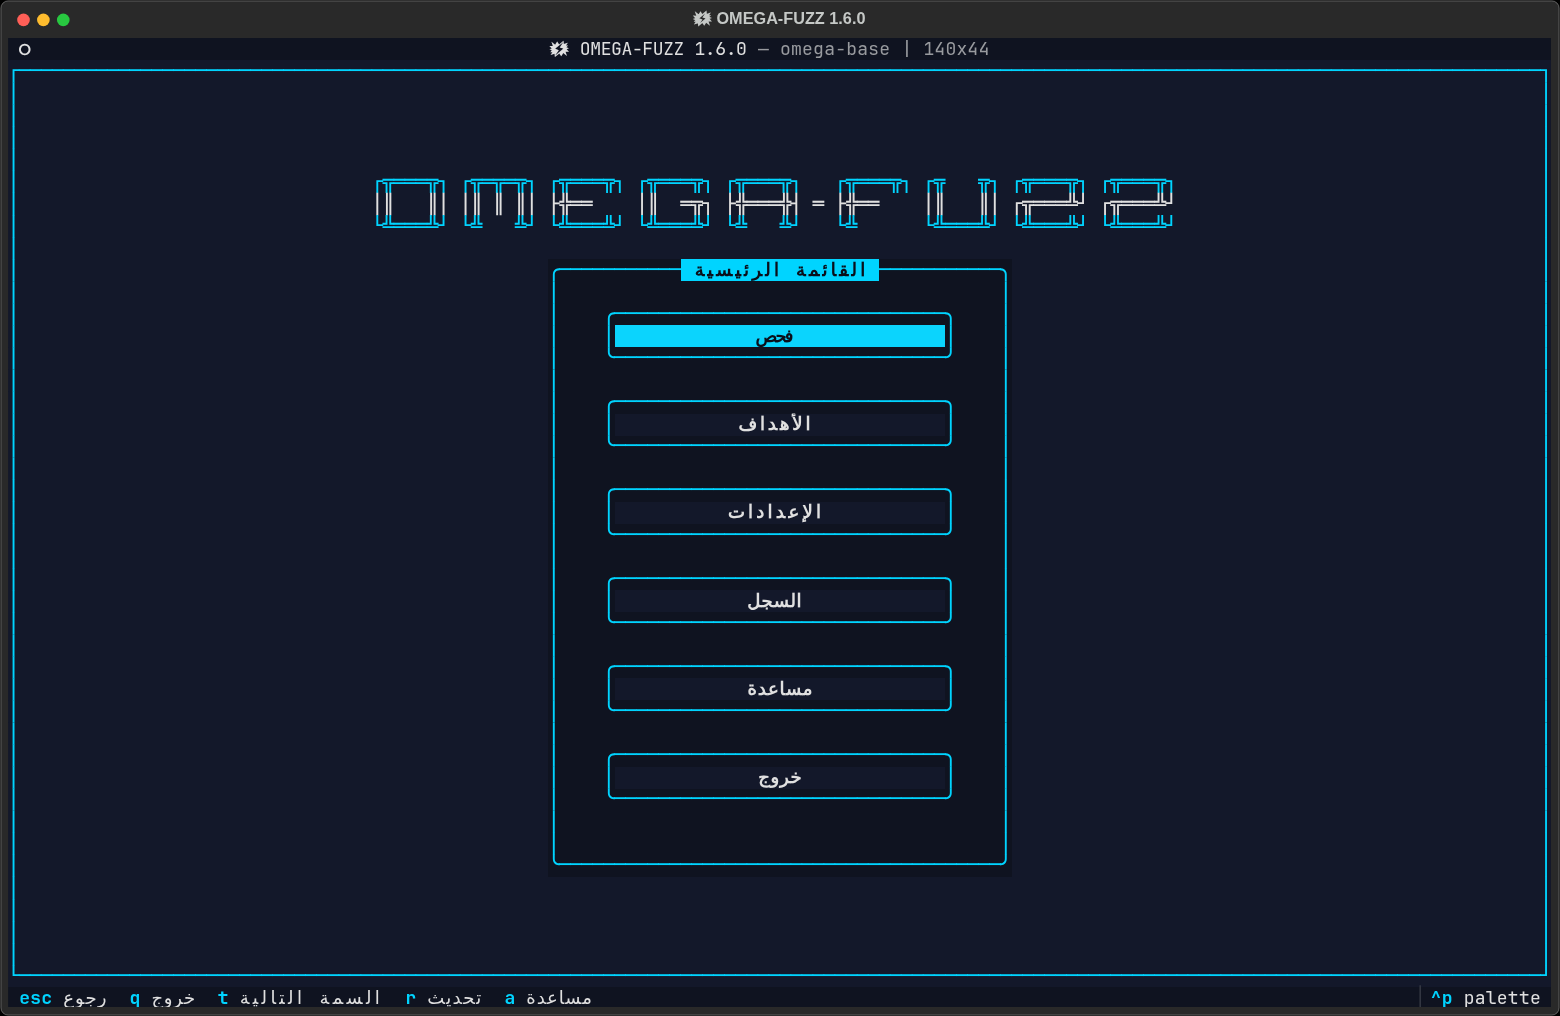 OMEGA-FUZZ 1.6.0
OMEGA-FUZZ 1.6.0 — omega-base | 140x44
OMEGA-FUZZ
القائمة الرئيسية
فحص
الأهداف
الإعدادات
السجل
مساعدة
خروج
esc رجوع q خروج t السمة التالية r تحديث a مساعدة ^p palette